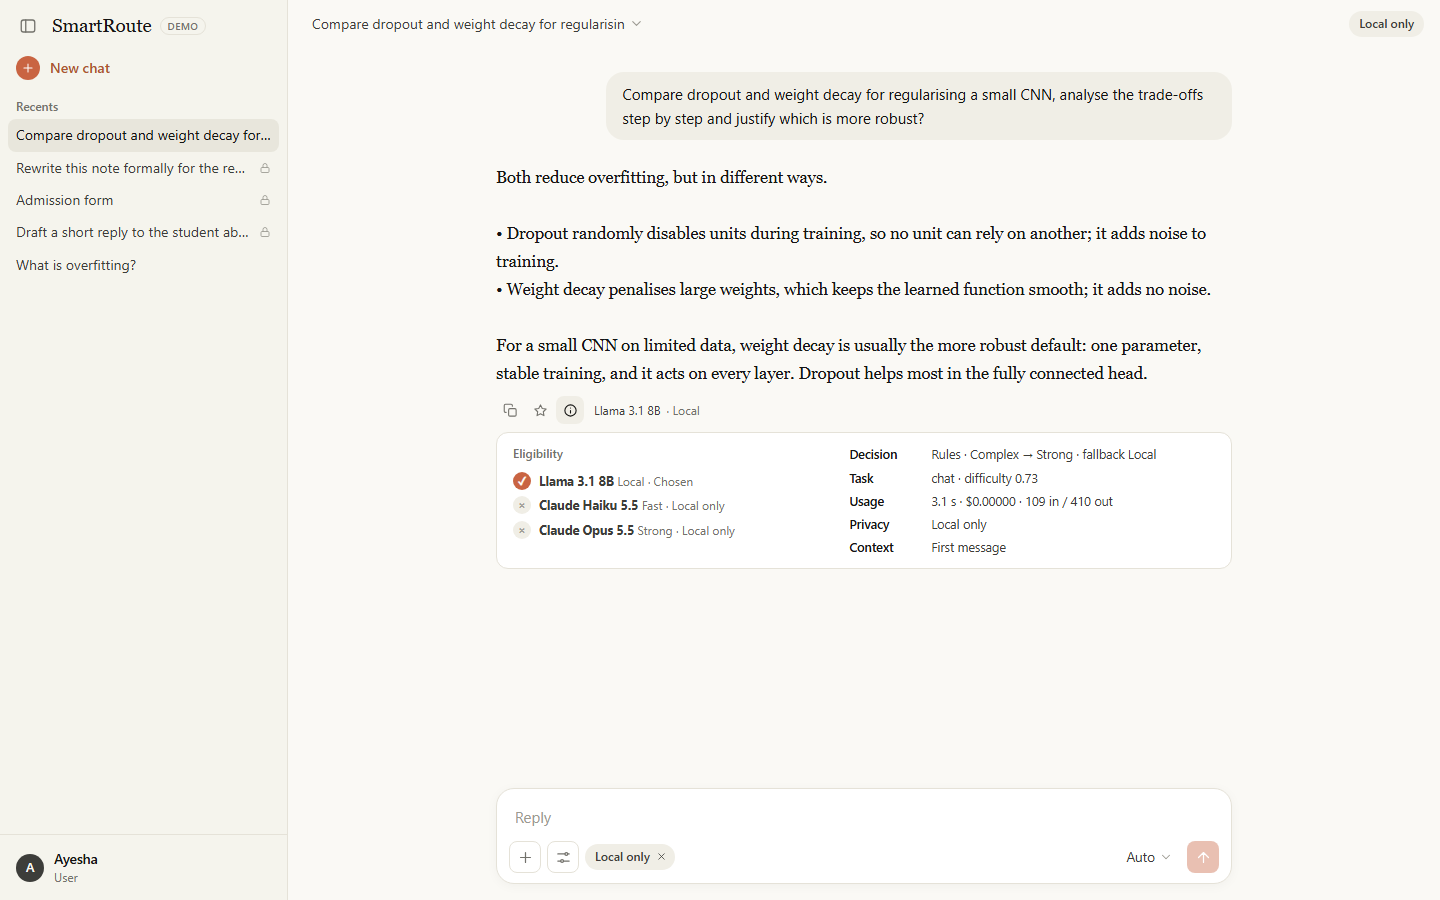 SmartRoute DEMO
New chat
Recents
Compare dropout and weight decay for...
Rewrite this note formally for the re...
Admission form
Draft a short reply to the student ab...
What is overfitting?
A
Ayesha
User
Compare dropout and weight decay for regularisin
Local only
Compare dropout and weight decay for regularising a small CNN, analyse the trade-offs
step by step and justify which is more robust?
Both reduce overfitting, but in different ways.
• Dropout randomly disables units during training, so no unit can rely on another; it adds noise to
training.
• Weight decay penalises large weights, which keeps the learned function smooth; it adds no noise.
For a small CNN on limited data, weight decay is usually the more robust default: one parameter,
stable training, and it acts on every layer. Dropout helps most in the fully connected head.
Llama 3.1 8B · Local
Eligibility
Llama 3.1 8B Local · Chosen
Claude Haiku 5.5 Fast · Local only
Claude Opus 5.5 Strong · Local only
Decision Rules · Complex → Strong · fallback Local
Task chat · difficulty 0.73
Usage 3.1 s · $0.00000 · 109 in / 410 out
Privacy Local only
Context First message
Reply
Local only ×
Auto